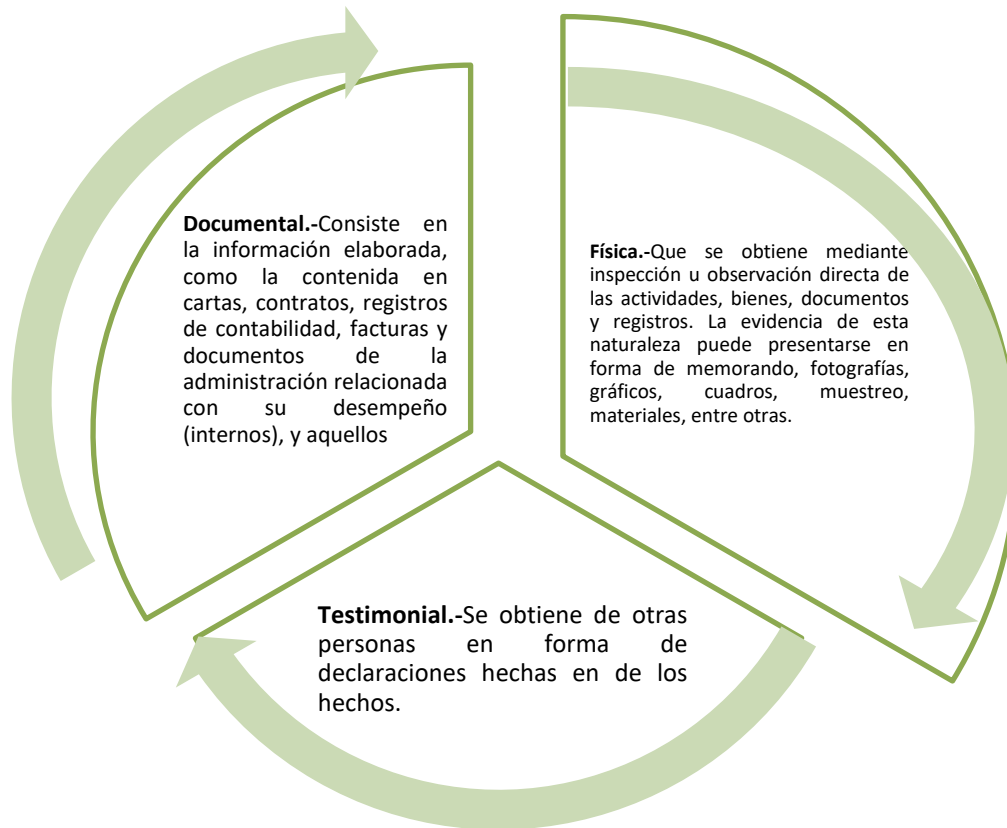 Documental.-Consiste en
la información elaborada,
como la contenida en
cartas, contratos, registros
de contabilidad, facturas y
documentos de la
administración relacionada
con su desempeño
(internos), y aquellos
Física.-Que se obtiene mediante
inspección u observación directa de
las actividades, bienes, documentos
y registros. La evidencia de esta
naturaleza puede presentarse en
forma de memorando, fotografías,
gráficos, cuadros, muestreo,
materiales, entre otras.
Testimonial.-Se obtiene de otras
personas en forma de
declaraciones hechas en de los
hechos.